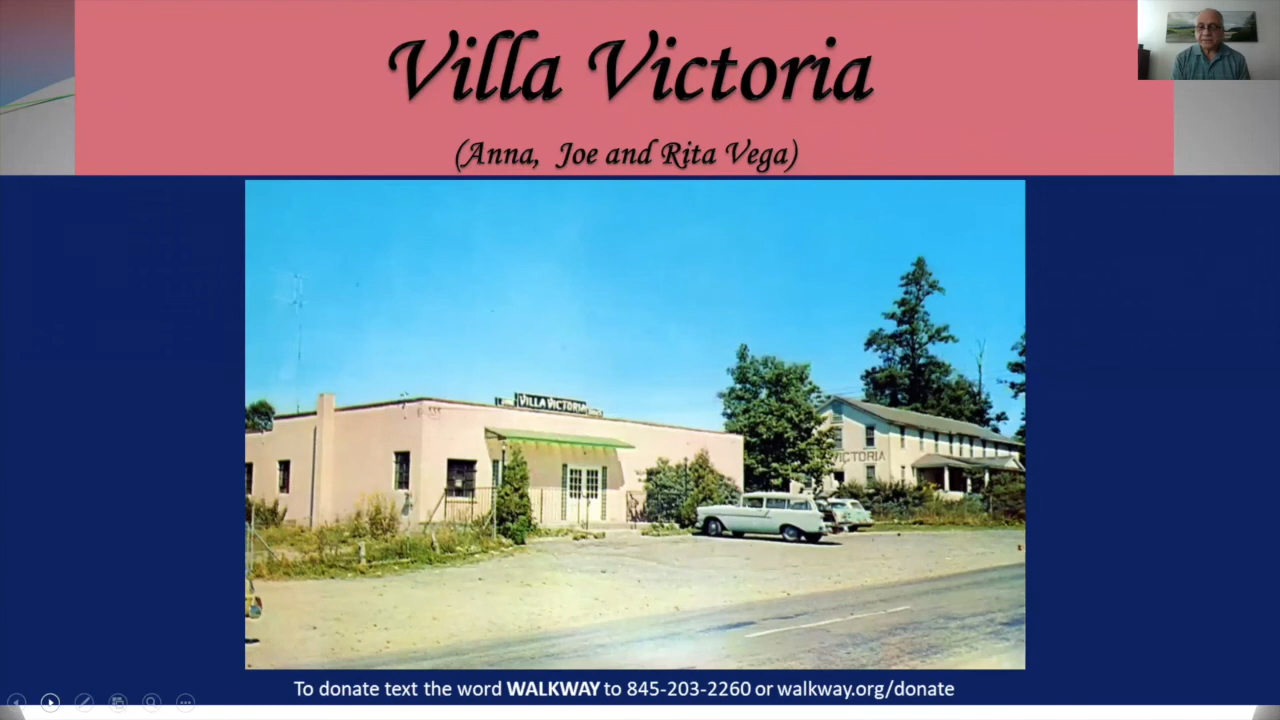 Villa Victoria
(Anna, Joe and Rita Vega)
VILLA VICTORIA
VICTORIA
To donate text the word WALKWAY to 845-203-2260 or walkway.org/donate